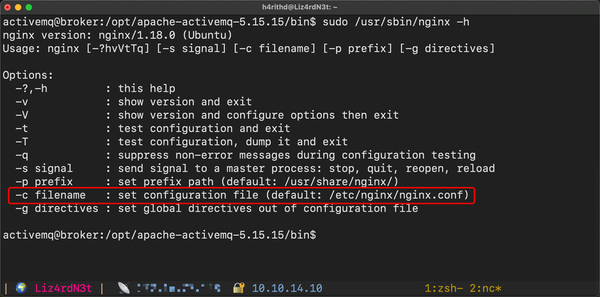 h4rithd@Liz4rdN3t:~
activemq@broker:/opt/apache-activemq-5.15.15/bin$ sudo /usr/sbin/nginx -h
nginx version: nginx/1.18.0 (Ubuntu)
Usage: nginx [-?hvVtTq] [-s signal] [-c filename] [-p prefix] [-g directives]
Options:
  -?,-h         : this help
  -v            : show version and exit
  -V            : show version and configure options then exit
  -t            : test configuration and exit
  -T            : test configuration, dump it and exit
  -q            : suppress non-error messages during configuration testing
  -s signal     : send signal to a master process: stop, quit, reopen, reload
  -p prefix     : set prefix path (default: /usr/share/nginx/)
  -c filename   : set configuration file (default: /etc/nginx/nginx.conf)
  -g directives : set global directives out of configuration file
activemq@broker:/opt/apache-activemq-5.15.15/bin$
| Liz4rdN3t | 10.10.14.10 1:zsh- 2:nc*